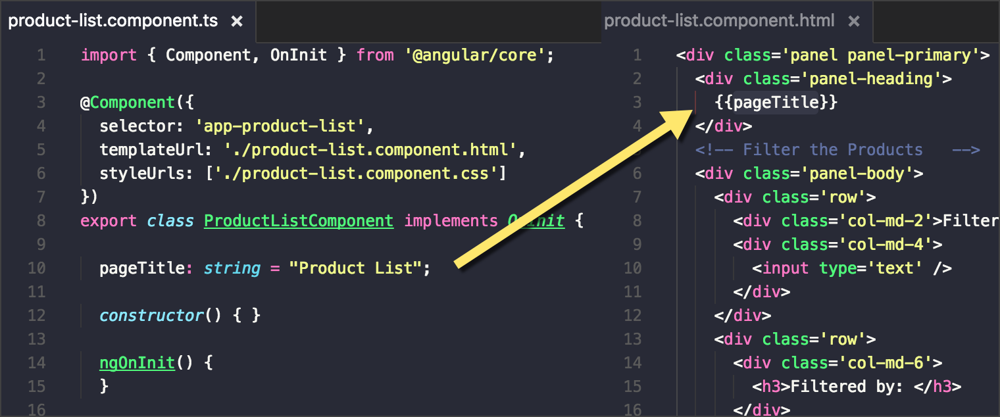 product-list.component.ts ×
1 import { Component, OnInit } from '@angular/core';
2
3 @Component({
4 selector: 'app-product-list',
5 templateUrl: './product-list.component.html',
6 styleUrls: ['./product-list.component.css']
7 })
8 export class ProductListComponent implements OnInit {
9
10 pageTitle: string = "Product List";
11
12 constructor() { }
13
14 ngOnInit() {
15 }
16
product-list.component.html ×
1 <div class='panel panel-primary'>
2 <div class='panel-heading'>
3 {{pageTitle}}
4 </div>
<!-- Filter the Products -->
6 <div class='panel-body'>
7 <div class='row'>
8 <div class='col-md-2'>Filter
9 <div class='col-md-4'>
10 <input type='text' />
11 </div>
12 </div>
13 <div class='row'>
14 <div class='col-md-6'>
15 <h3>Filtered by: </h3>
16 </div>